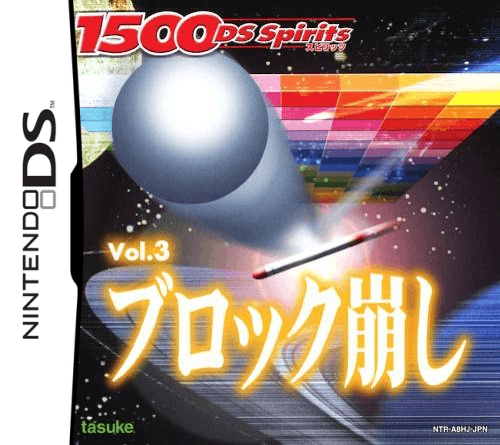 1500 DS Spirits
スピリッツ
NINTENDO DS™
Vol.3
ブロック崩し
tasuke
NTR-A8HJ-JPN